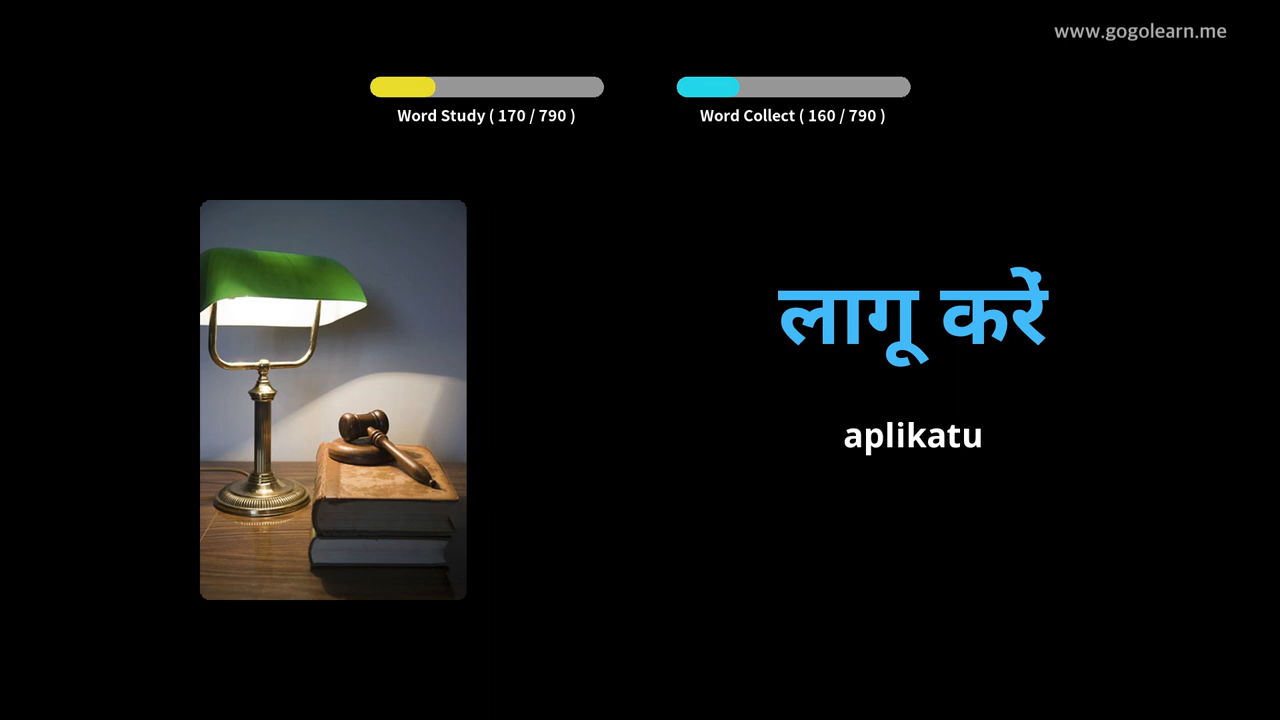 www.gogolearn.me
Word Study ( 170 / 790 )
Word Collect ( 160 / 790 )
लागू करें
aplikatu